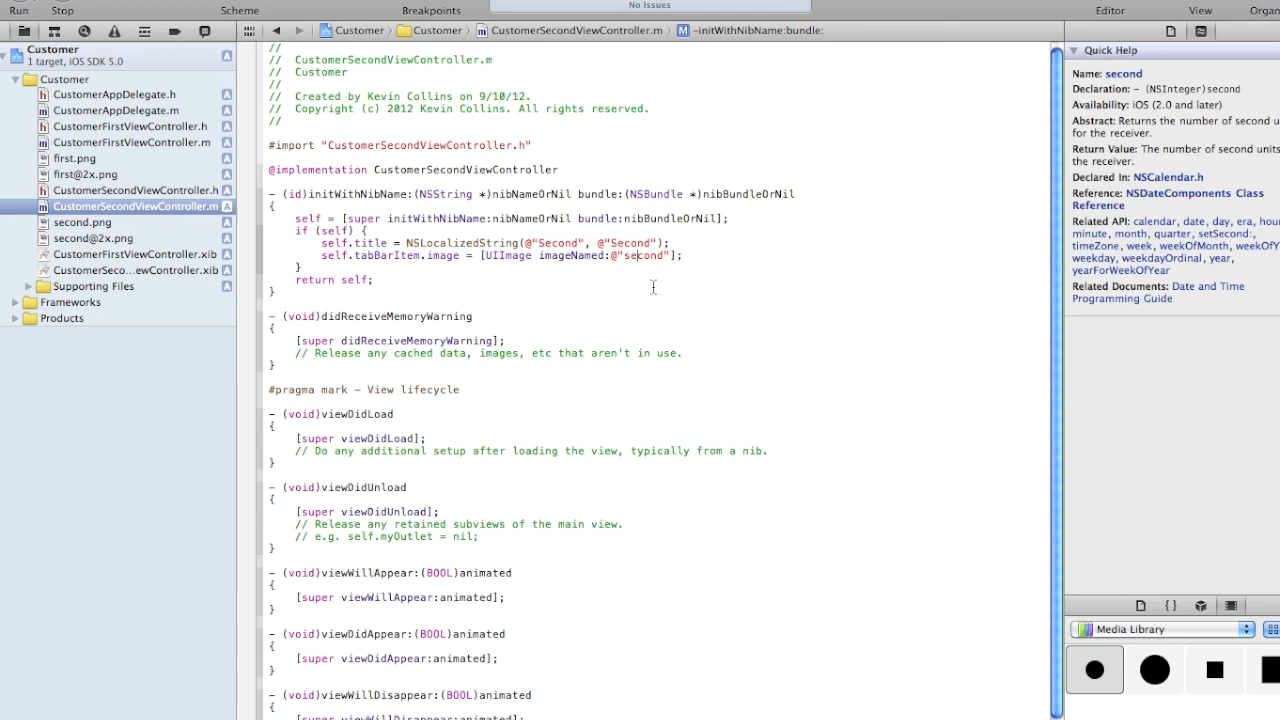 No Issues
Run
Stop
Scheme
Breakpoints
Editor
View
Organ
Customer
Customer
CustomerSecondViewController.m
M
-initWithNibName:bundle:
Customer
1 target, iOS SDK 5.0
A
Customer
CustomerAppDelegate.h
A
CustomerAppDelegate.m
A
CustomerFirstViewController.h
A
CustomerFirstViewController.m
A
first.png
A
first@2x.png
A
CustomerSecondViewController.h
A
CustomerSecondViewController.m
A
second.png
A
second@2x.png
A
CustomerFirstViewController.xib
A
CustomerSeco...ewController.xib
A
Supporting Files
A
Frameworks
Products
//
//  CustomerSecondViewController.m
//  Customer
//
//  Created by Kevin Collins on 9/10/12.
//  Copyright (c) 2012 Kevin Collins. All rights reserved.
//
#import "CustomerSecondViewController.h"
@implementation CustomerSecondViewController
- (id)initWithNibName:(NSString *)nibNameOrNil bundle:(NSBundle *)nibBundleOrNil
{
    self = [super initWithNibName:nibNameOrNil bundle:nibBundleOrNil];
    if (self) {
        self.title = NSLocalizedString(@"Second", @"Second");
        self.tabBarItem.image = [UIImage imageNamed:@"second"];
    }
    return self;
}
- (void)didReceiveMemoryWarning
{
    [super didReceiveMemoryWarning];
    // Release any cached data, images, etc that aren't in use.
}
#pragma mark - View lifecycle
- (void)viewDidLoad
{
    [super viewDidLoad];
    // Do any additional setup after loading the view, typically from a nib.
}
- (void)viewDidUnload
{
    [super viewDidUnload];
    // Release any retained subviews of the main view.
    // e.g. self.myOutlet = nil;
}
- (void)viewWillAppear:(BOOL)animated
{
    [super viewWillAppear:animated];
}
- (void)viewDidAppear:(BOOL)animated
{
    [super viewDidAppear:animated];
}
- (void)viewWillDisappear:(BOOL)animated
{
    [super viewWillDisappear:animated];
Quick Help
Name: second
Declaration: - (NSInteger)second
Availability: iOS (2.0 and later)
Abstract: Returns the number of second u
for the receiver.
Return Value: The number of second units
the receiver.
Declared In: NSCalendar.h
Reference: NSDateComponents Class
Reference
Related API: calendar, date, day, era, hour
minute, month, quarter, setSecond:,
timeZone, week, weekOfMonth, weekOfY
weekday, weekdayOrdinal, year,
yearForWeekOfYear
Related Documents: Date and Time
Programming Guide
{ }
Media Library